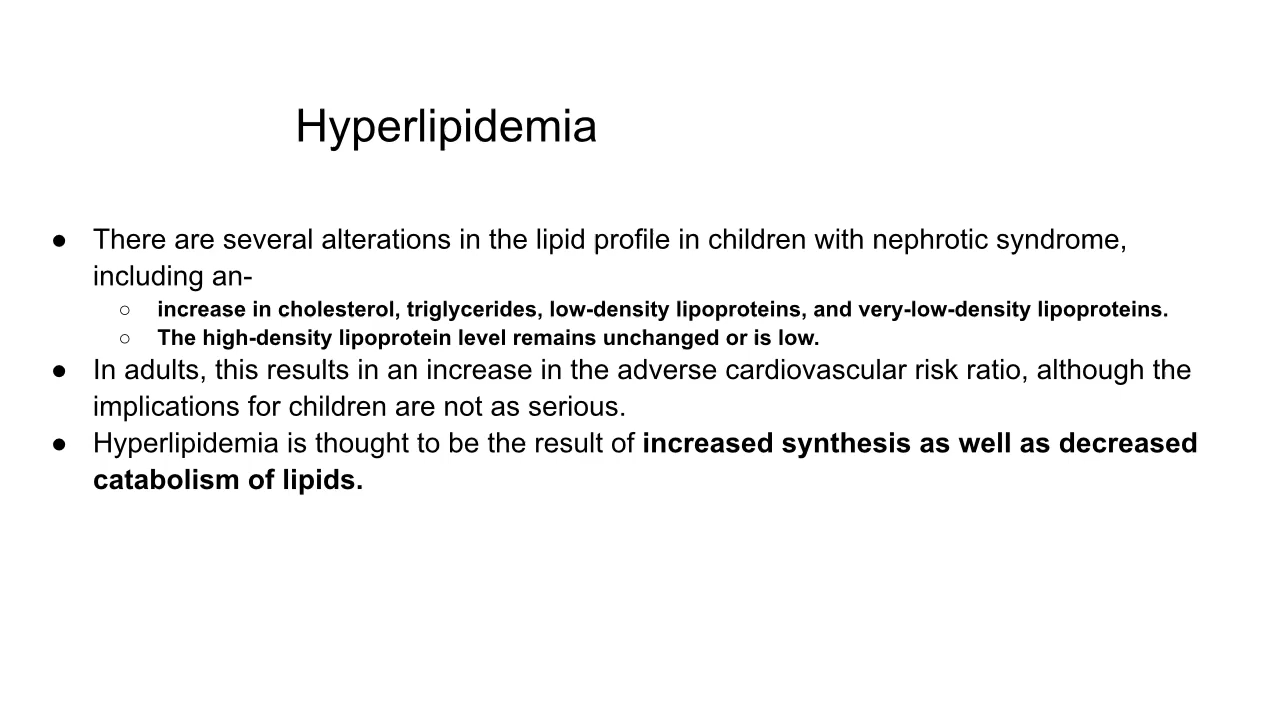 Hyperlipidemia
● There are several alterations in the lipid profile in children with nephrotic syndrome,
including an-
○ increase in cholesterol, triglycerides, low-density lipoproteins, and very-low-density lipoproteins.
○ The high-density lipoprotein level remains unchanged or is low.
● In adults, this results in an increase in the adverse cardiovascular risk ratio, although the
implications for children are not as serious.
● Hyperlipidemia is thought to be the result of increased synthesis as well as decreased
catabolism of lipids.